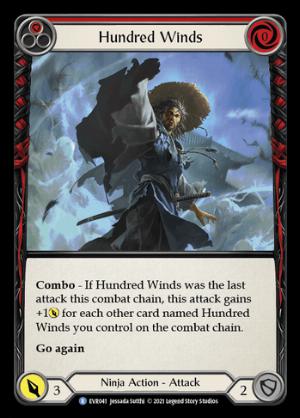 Hundred Winds
0
Combo - If Hundred Winds was the last
attack this combat chain, this attack gains
+1 for each other card named Hundred
Winds you control on the combat chain.
Go again
3
Ninja Action - Attack
2
EVR041 Jessada Sutthi © 2021 Legend Story Studios